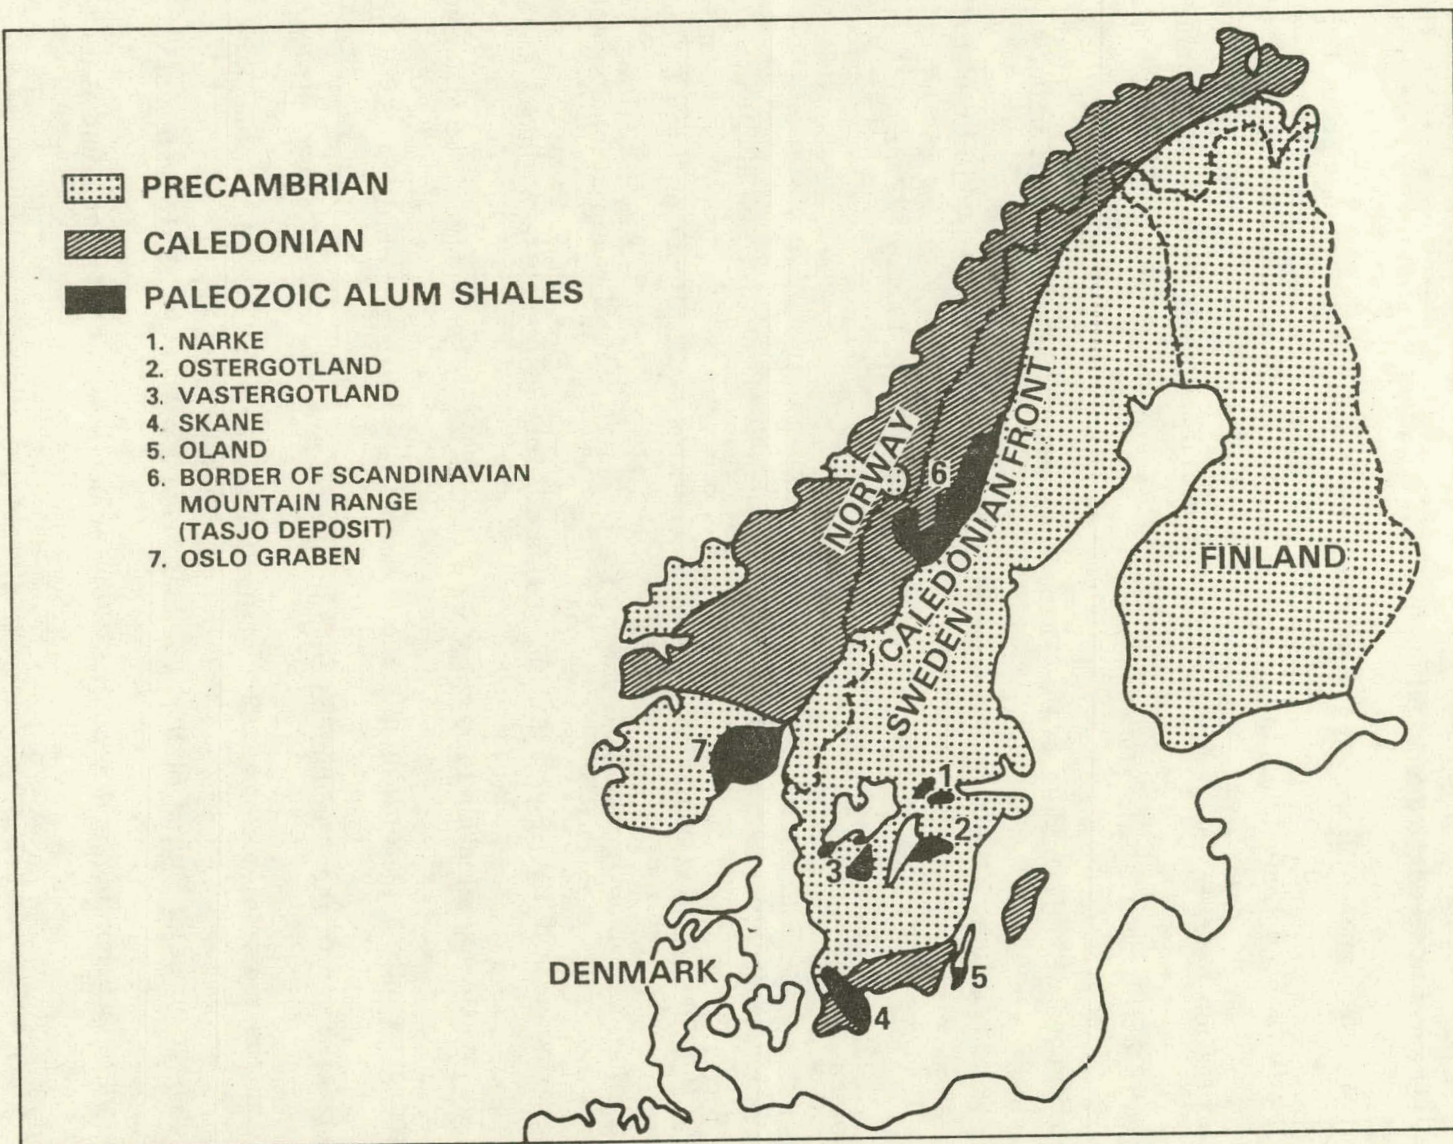 PRECAMBRIAN
CALEDONIAN
PALEOZOIC ALUM SHALES
1. NARKE
2. OSTERGOTLAND
3. VASTERGOTLAND
4. SKANE
5. OLAND
6. BORDER OF SCANDINAVIAN
MOUNTAIN RANGE
(TASJO DEPOSIT)
7. OSLO GRABEN
NORWAY
6
CALEDONIAN FRONT
SWEDEN
FINLAND
7
1
2
3
DENMARK
5
4